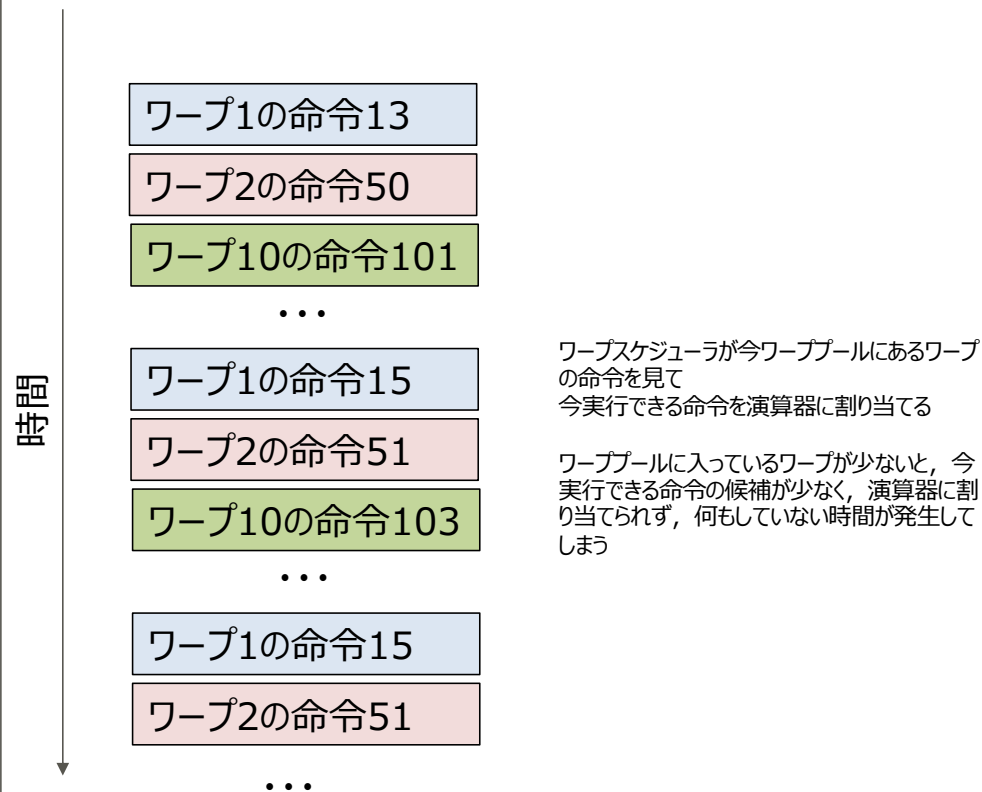 時間
ワープ1の命令13
ワープ2の命令50
ワープ10の命令101
・・・
ワープ1の命令15
ワープ2の命令51
ワープ10の命令103
・・・
ワープ1の命令15
ワープ2の命令51
・・・
ワープスケジューラが今ワーププールにあるワープ
の命令を見て
今実行できる命令を演算器に割り当てる
ワーププールに入っているワープが少ないと，今
実行できる命令の候補が少なく，演算器に割
り当てられず，何もしていない時間が発生して
しまう